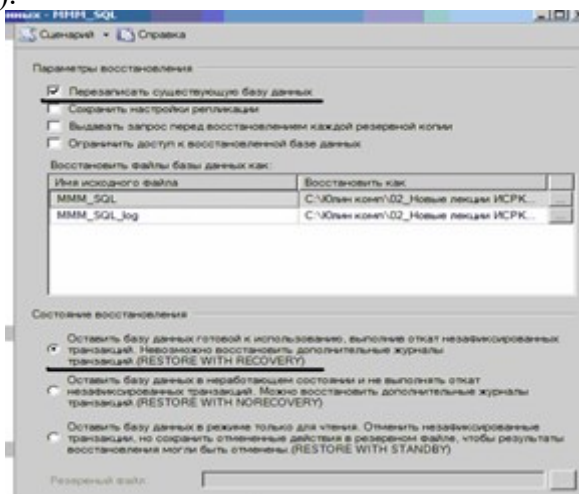 ).
нных - MMM_SQL
Сценарий Справка
Параметры восстановления
Перезаписать существующую базу данных
Сохранить настройки репликации
Выдавать запрос перед восстановлением каждой резервной копии
Ограничить доступ к восстановленной базе данных
Восстановить файлы базы данных как:
Имя исходного файла Восстановить как
MMM_SQL C:\Юлин комп\02_Новые лекции ИСРК... ...
MMM_SQL_log C:\Юлин комп\02_Новые лекции ИСРК... ...
Состояние восстановления
Оставить базу данных готовой к использованию, выполнив откат незафиксированных
транзакций. Невозможно восстановить дополнительные журналы
транзакций.(RESTORE WITH RECOVERY)
Оставить базу данных в неработающем состоянии и не выполнять откат
незафиксированных транзакций. Можно восстановить дополнительные журналы
транзакций.(RESTORE WITH NORECOVERY)
Оставить базу данных в режиме только для чтения. Отменить незафиксированные
транзакции, но сохранить отмененные действия в резервном файле, чтобы результаты
восстановления могли быть отменены.(RESTORE WITH STANDBY)
Резервный файл: